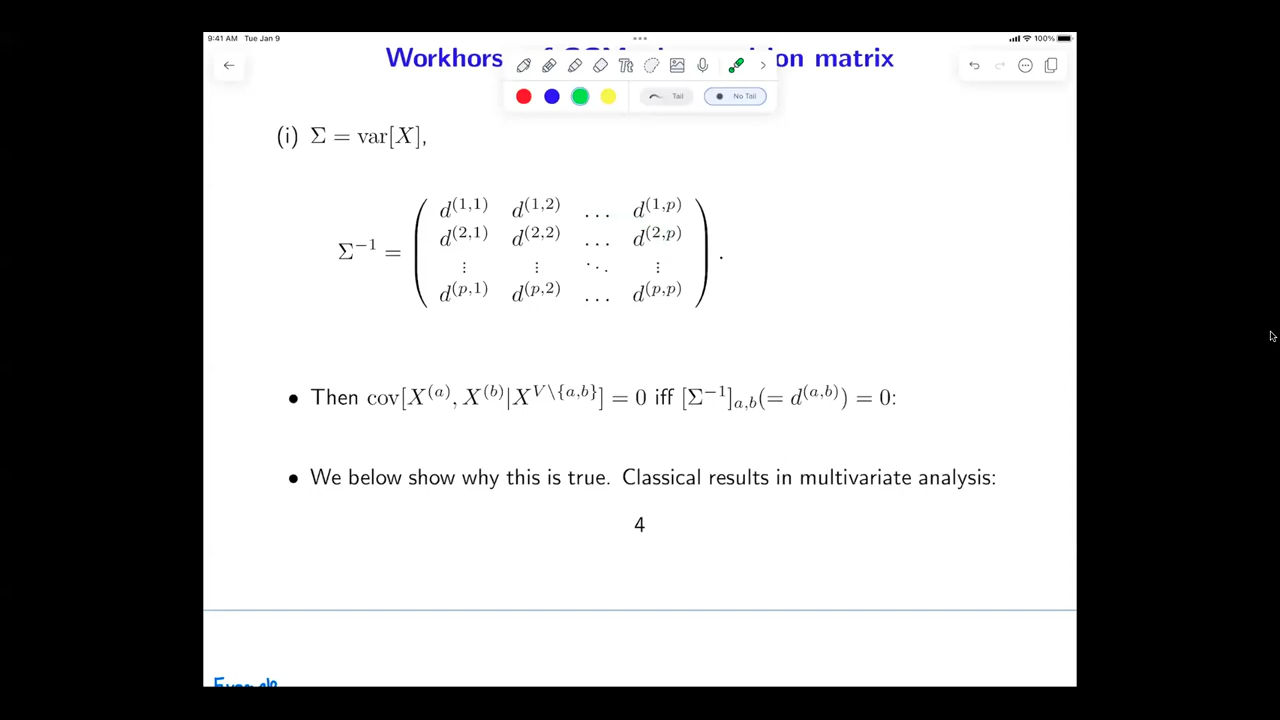 9:41 AM Tue Jan 9
100%
matrix
Tail
No Tail
(i) Σ = var[X],
Σ⁻¹ = ( d^(1,1) d^(1,2) … d^(1,p)
d^(2,1) d^(2,2) … d^(2,p)
⋮ ⋮ ⋱ ⋮
d^(p,1) d^(p,2) … d^(p,p) ) .
• Then cov[X^(a), X^(b)|X^{V\{a,b}}] = 0 iff [Σ⁻¹]_{a,b}(= d^(a,b)) = 0:
• We below show why this is true. Classical results in multivariate analysis:
4